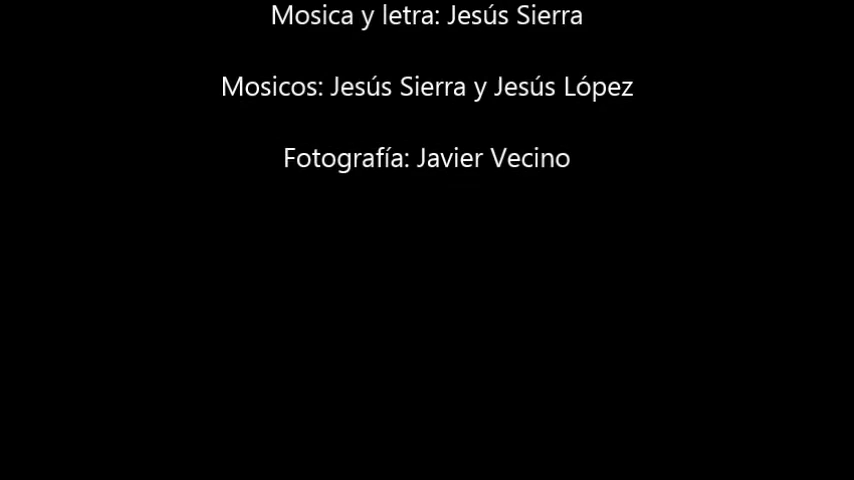 Mosica y letra: Jesús Sierra
Mosicos: Jesús Sierra y Jesús López
Fotografía: Javier Vecino